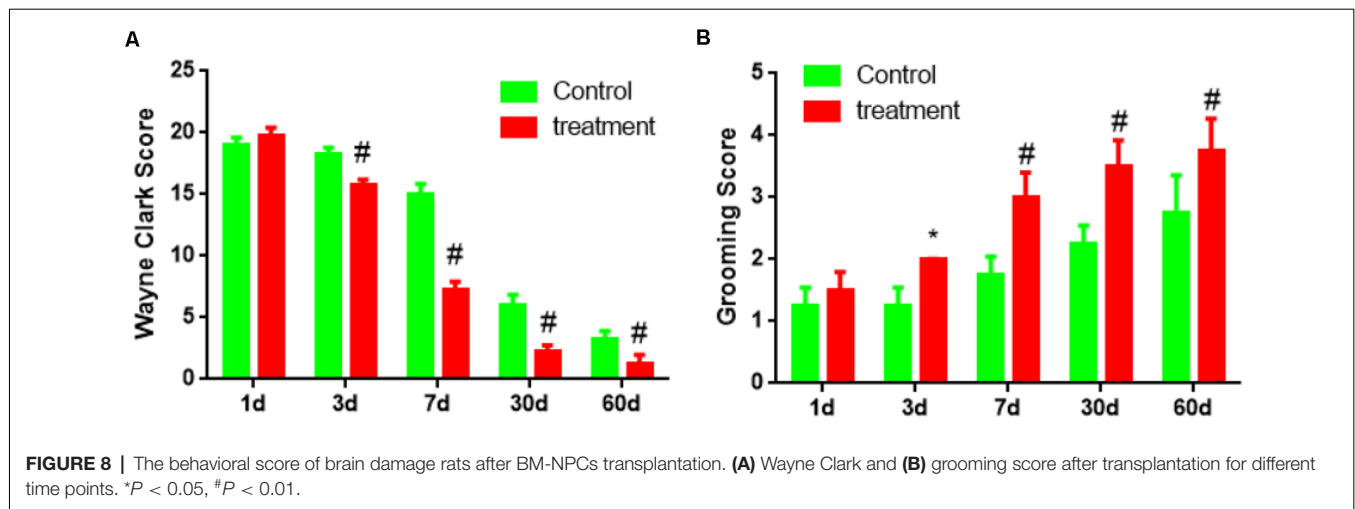 A
B
25
20
15
10
5
0
Wayne Clark Score
Control
treatment
#
#
#
#
1d 3d 7d 30d 60d
5
4
3
2
1
0
Grooming Score
Control
treatment
*
#
#
#
1d 3d 7d 30d 60d
FIGURE 8 | The behavioral score of brain damage rats after BM-NPCs transplantation. (A) Wayne Clark and (B) grooming score after transplantation for different
time points. *P < 0.05, #P < 0.01.